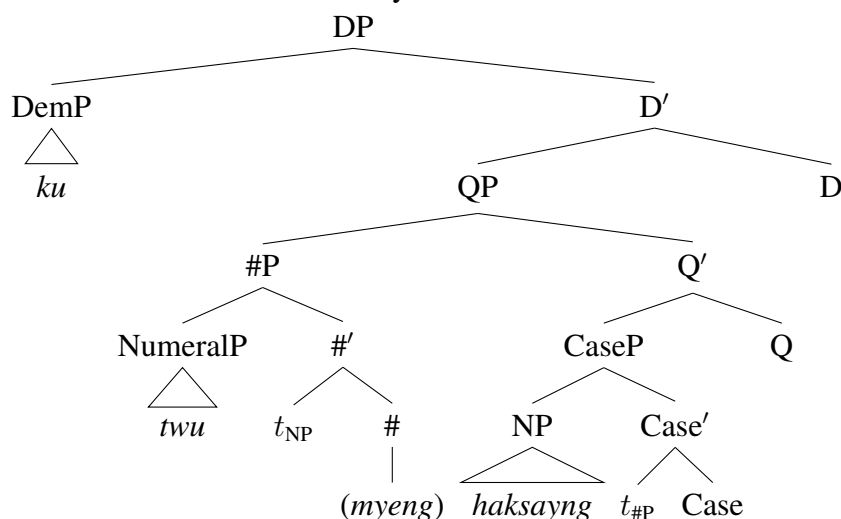 DP
DemP D′
ku QP D
#P Q′
NumeralP #′ CaseP Q
twu t_NP # NP Case′
(myeng) haksayng t_#P Case